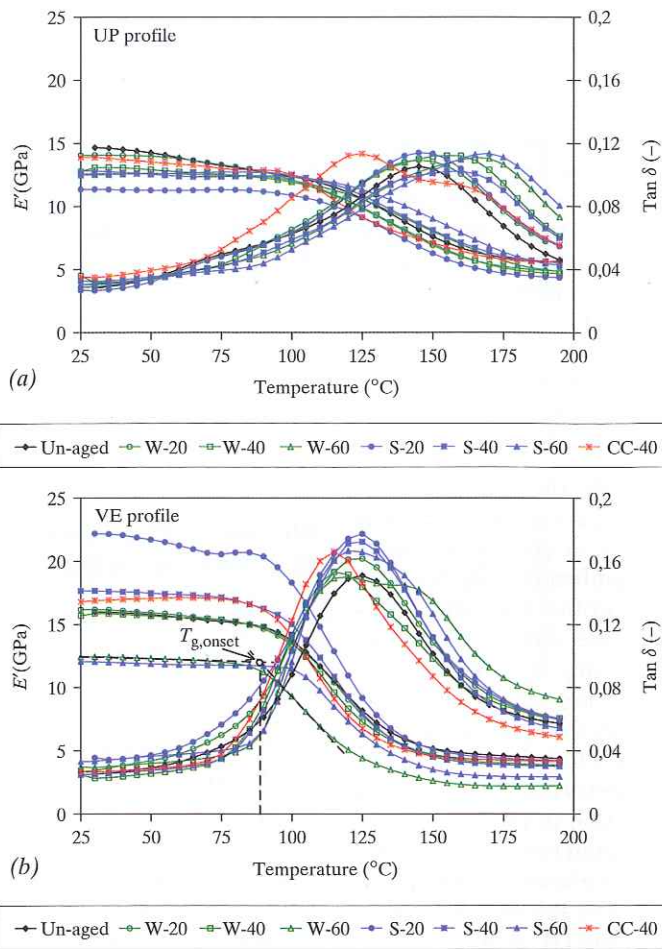 25 0,2
UP profile
20 0,16
15 0,12
E′(GPa) Tan δ (–)
10 0,08
5 0,04
0 0
25 50 75 100 125 150 175 200
(a)
Temperature (°C)
Un-aged W-20 W-40 W-60 S-20 S-40 S-60 CC-40
25 0,2
VE profile
20 0,16
15 0,12
Tg,onset
E′(GPa) Tan δ (–)
10 0,08
5 0,04
0 0
25 50 75 100 125 150 175 200
(b)
Temperature (°C)
Un-aged W-20 W-40 W-60 S-20 S-40 S-60 CC-40